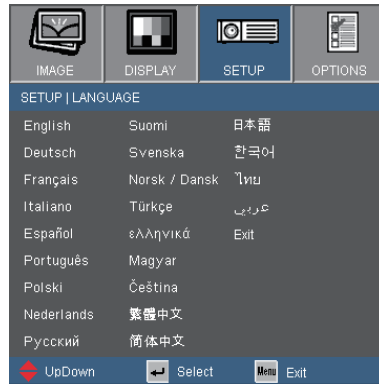 IMAGE DISPLAY SETUP OPTIONS
SETUP | LANGUAGE
English Suomi 日本語
Deutsch Svenska 한국어
Français Norsk / Dansk ไทย
Italiano Türkçe عربي
Español ελληνικά Exit
Português Magyar
Polski Čeština
Nederlands 繁體中文
Русский 简体中文
UpDown Select Menu Exit